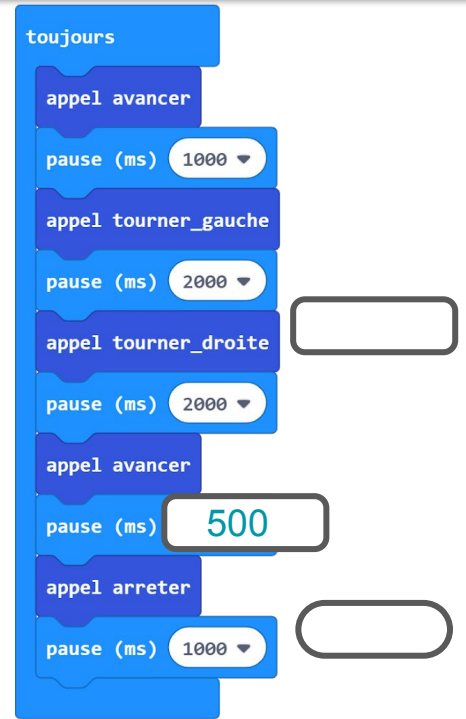 toujours
appel avancer
pause (ms) 1000
appel tourner_gauche
pause (ms) 2000
appel tourner_droite
pause (ms) 2000
appel avancer
pause (ms) 500
appel arreter
pause (ms) 1000